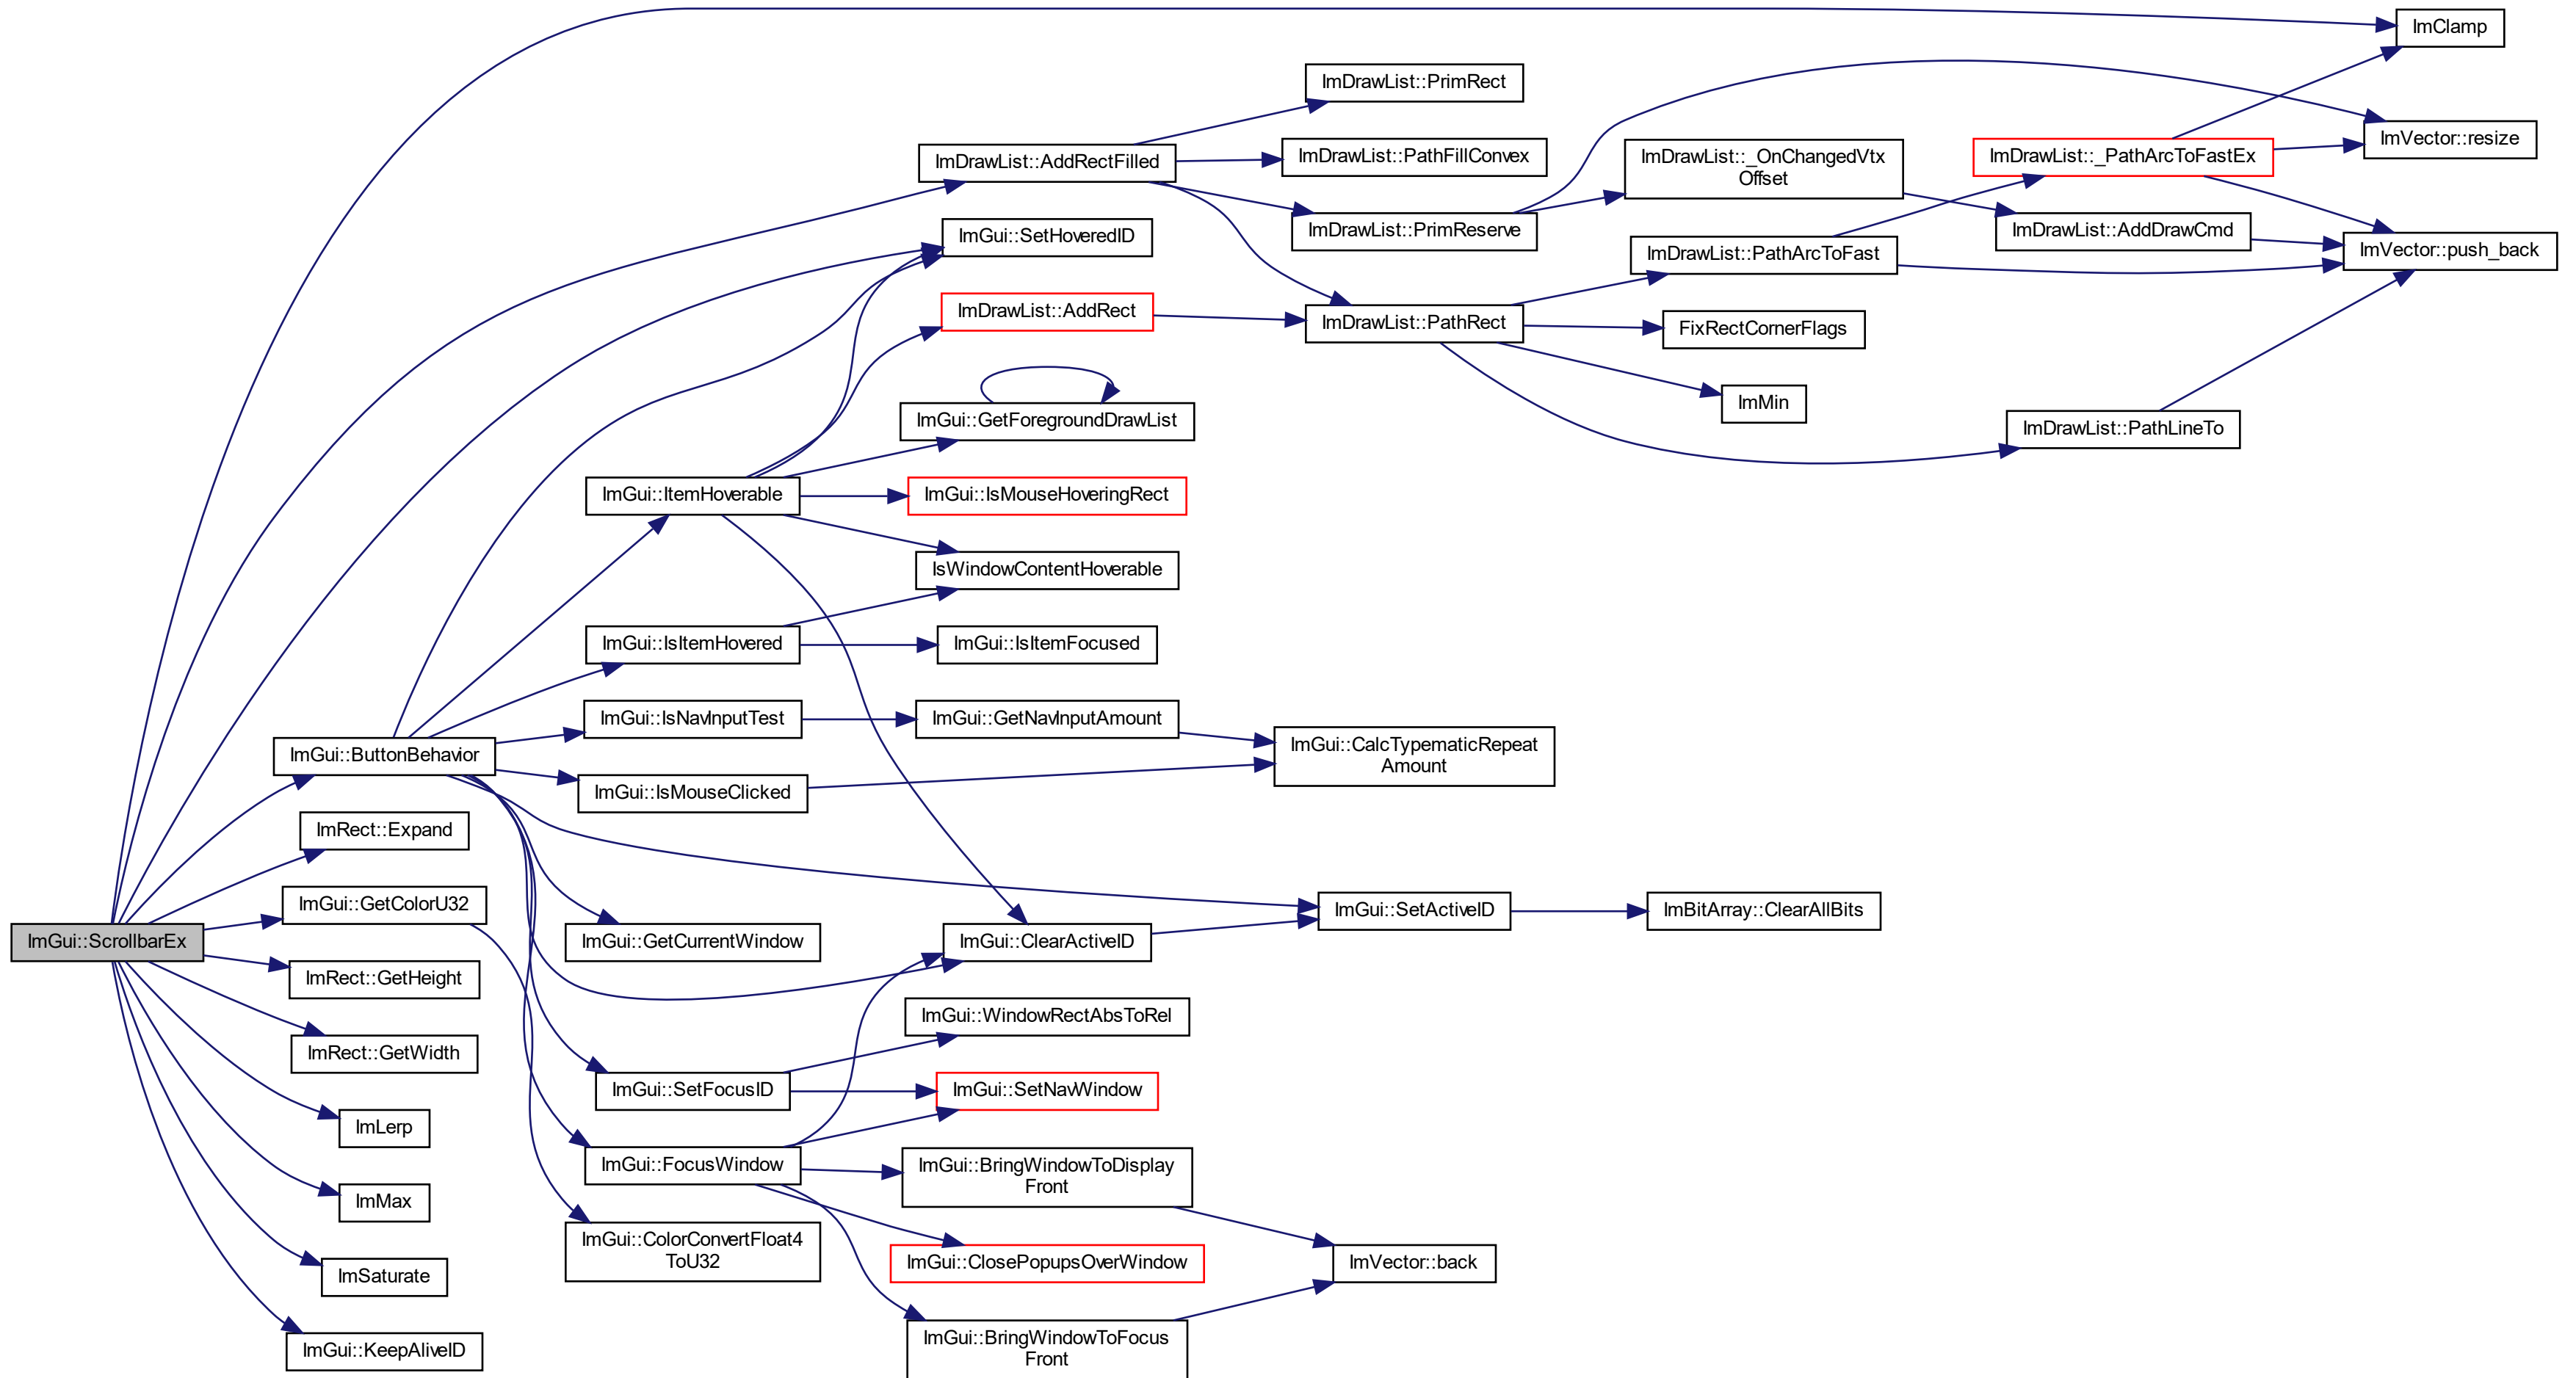 ImGui::ScrollbarEx
ImClamp
ImDrawList::AddRectFilled
ImDrawList::PrimRect
ImDrawList::PathFillConvex
ImDrawList::PrimReserve
ImDrawList::_OnChangedVtx
Offset
ImDrawList::_PathArcToFastEx
ImVector::resize
ImDrawList::AddDrawCmd
ImVector::push_back
ImDrawList::PathArcToFast
ImGui::SetHoveredID
ImDrawList::AddRect
ImDrawList::PathRect
FixRectCornerFlags
ImMin
ImDrawList::PathLineTo
ImGui::GetForegroundDrawList
ImGui::ItemHoverable
ImGui::IsMouseHoveringRect
IsWindowContentHoverable
ImGui::IsItemHovered
ImGui::IsItemFocused
ImGui::IsNavInputTest
ImGui::GetNavInputAmount
ImGui::CalcTypematicRepeat
Amount
ImGui::ButtonBehavior
ImGui::IsMouseClicked
ImRect::Expand
ImGui::GetColorU32
ImGui::GetCurrentWindow
ImGui::ClearActiveID
ImGui::SetActiveID
ImBitArray::ClearAllBits
ImRect::GetHeight
ImRect::GetWidth
ImGui::WindowRectAbsToRel
ImGui::SetFocusID
ImGui::SetNavWindow
ImLerp
ImGui::FocusWindow
ImGui::BringWindowToDisplay
Front
ImMax
ImGui::ColorConvertFloat4
ToU32
ImGui::ClosePopupsOverWindow
ImVector::back
ImSaturate
ImGui::KeepAliveID
ImGui::BringWindowToFocus
Front